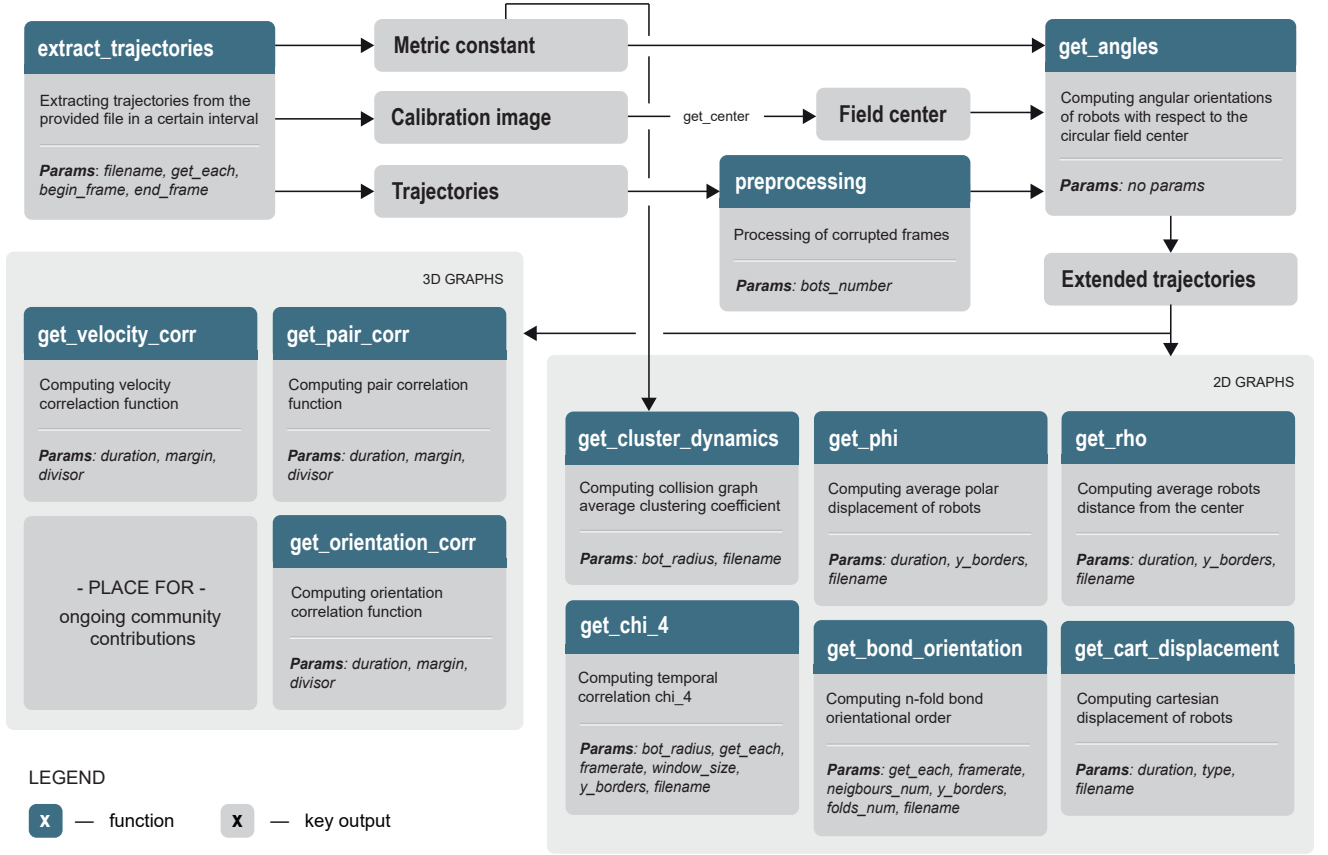 extract_trajectories
Extracting trajectories from the
provided file in a certain interval
Params: filename, get_each,
begin_frame, end_frame
Metric constant
Calibration image
Trajectories
get_center
Field center
preprocessing
Processing of corrupted frames
Params: bots_number
get_angles
Computing angular orientations
of robots with respect to the
circular field center
Params: no params
Extended trajectories
3D GRAPHS
get_velocity_corr
Computing velocity
correlaction function
Params: duration, margin,
divisor
get_pair_corr
Computing pair correlation
function
Params: duration, margin,
divisor
- PLACE FOR -
ongoing community
contributions
get_orientation_corr
Computing orientation
correlation function
Params: duration, margin,
divisor
2D GRAPHS
get_cluster_dynamics
Computing collision graph
average clustering coefficient
Params: bot_radius, filename
get_phi
Computing average polar
displacement of robots
Params: duration, y_borders,
filename
get_rho
Computing average robots
distance from the center
Params: duration, y_borders,
filename
get_chi_4
Computing temporal
correlation chi_4
Params: bot_radius, get_each,
framerate, window_size,
y_borders, filename
get_bond_orientation
Computing n-fold bond
orientational order
Params: get_each, framerate,
neigbours_num, y_borders,
folds_num, filename
get_cart_displacement
Computing cartesian
displacement of robots
Params: duration, type,
filename
LEGEND
X — function
X — key output